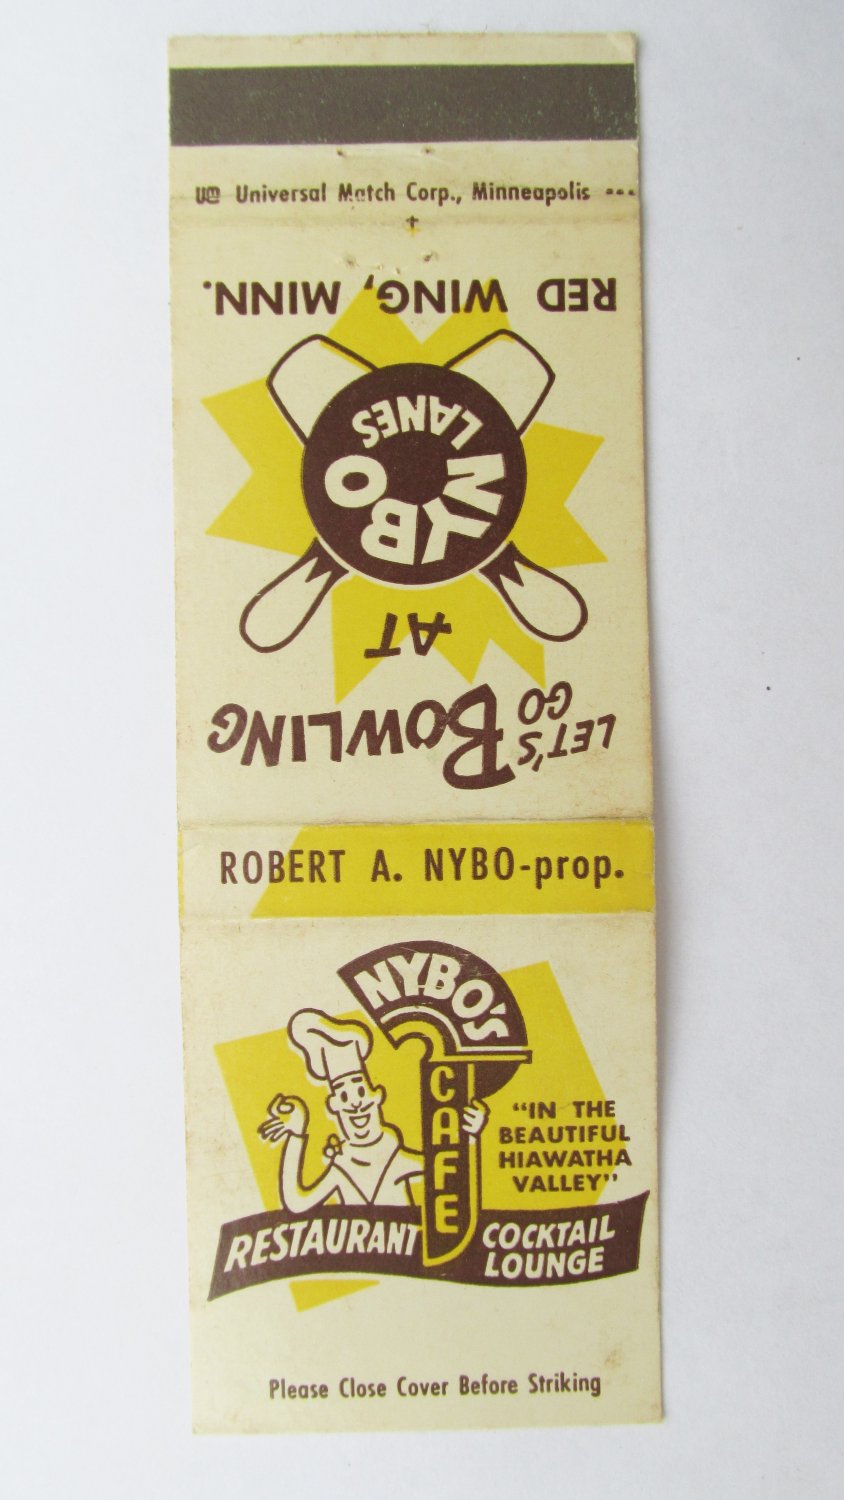 Universal Match Corp., Minneapolis
LET'S
GO
BOWLING
AT
NYBO
LANES
RED WING, MINN.
ROBERT A. NYBO-prop.
NYBO'S
CAFE
"IN THE
BEAUTIFUL
HIAWATHA
VALLEY"
RESTAURANT
COCKTAIL
LOUNGE
Please Close Cover Before Striking